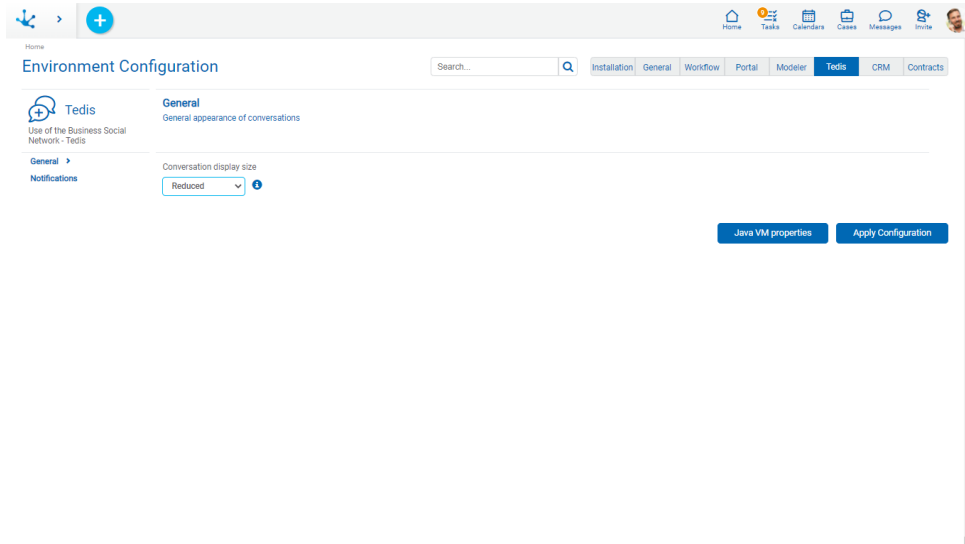 9
Home
Tasks
Calendars
Cases
Messages
Invite
Home
Environment Configuration
Search...
Installation
General
Workflow
Portal
Modeler
Tedis
CRM
Contracts
Tedis
Use of the Business Social
Network - Tedis
General
Notifications
General
General appearance of conversations
Conversation display size
Reduced
Java VM properties
Apply Configuration